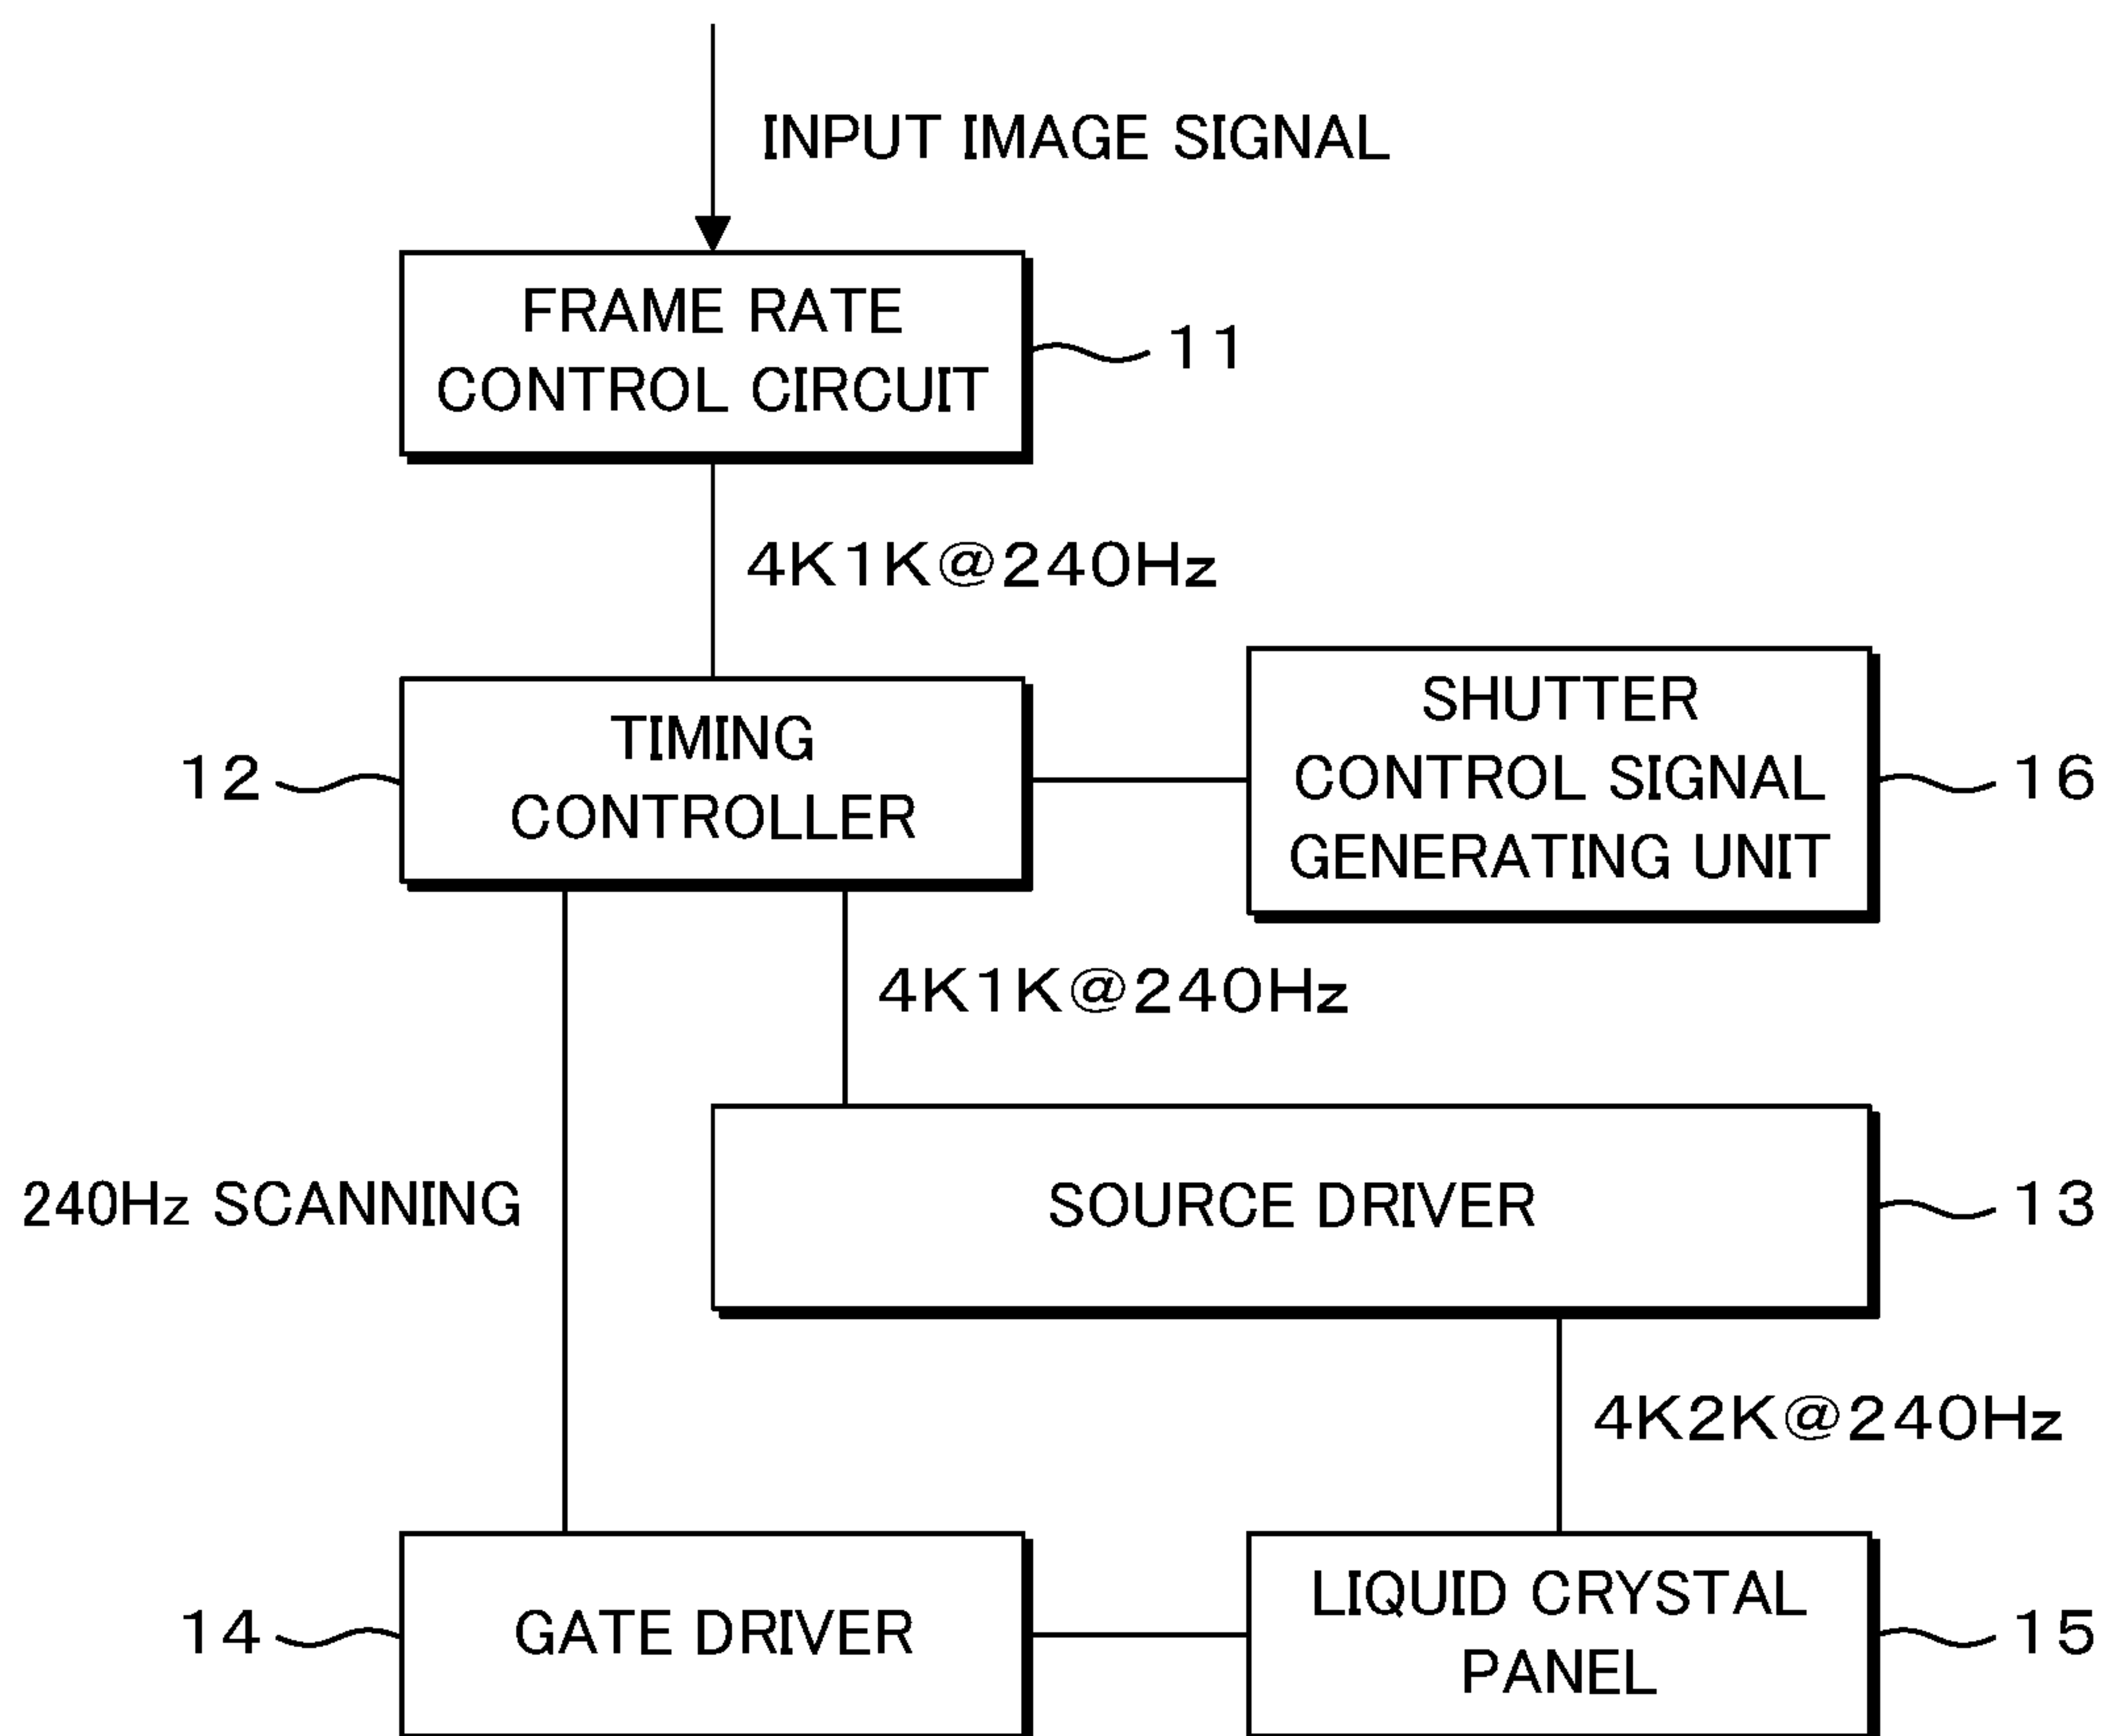 INPUT IMAGE SIGNAL
FRAME RATE
CONTROL CIRCUIT
11
4K1K@240Hz
TIMING
CONTROLLER
12
SHUTTER
CONTROL SIGNAL
GENERATING UNIT
16
4K1K@240Hz
240Hz SCANNING
SOURCE DRIVER
13
4K2K@240Hz
14
GATE DRIVER
LIQUID CRYSTAL
PANEL
15